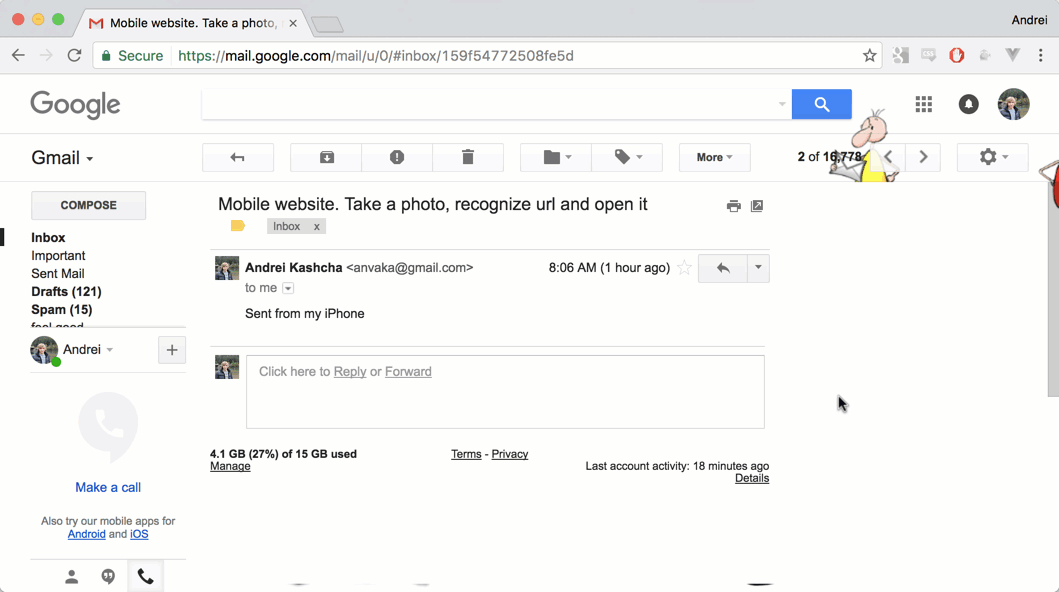 Mobile website. Take a photo,
Andrei
Secure https://mail.google.com/mail/u/0/#inbox/159f54772508fe5d
Google
Gmail
More
2 of 16,778
COMPOSE
Mobile website. Take a photo, recognize url and open it
Inbox x
Inbox
Important
Sent Mail
Drafts (121)
Spam (15)
feel good
Andrei Kashcha <anvaka@gmail.com>
8:06 AM (1 hour ago)
to me
Sent from my iPhone
Andrei
Click here to Reply or Forward
4.1 GB (27%) of 15 GB used
Manage
Terms - Privacy
Last account activity: 18 minutes ago
Details
Make a call
Also try our mobile apps for
Android and iOS